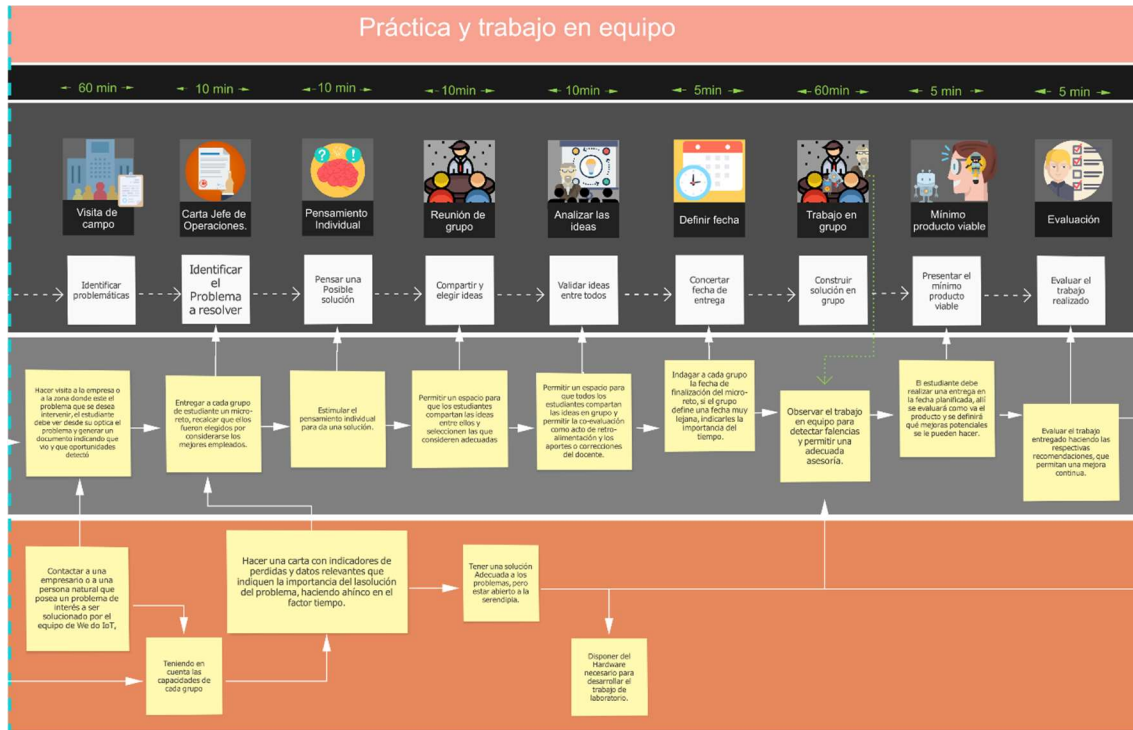 Práctica y trabajo en equipo
60 min
10 min
10 min
10min
10min
5min
60min
5 min
5 min
Visita de
campo
Carta Jefe de
Operaciones.
Pensamiento
Individual
Reunión de
grupo
Analizar las
ideas
Definir fecha
Trabajo en
grupo
Mínimo
producto viable
Evaluación
Identificar
problemáticas
Identificar
el
Problema
a resolver
Pensar una
Posible
solución
Compartir y
elegir ideas
Validar ideas
entre todos
Concertar
fecha de
entrega
Construir
solución en
grupo
Presentar el
mínimo
producto
viable
Evaluar el
trabajo
realizado
Hacer visita a la empresa o
a la zona donde este el
problema que se desea
intervenir, el estudiante
debe ver desde su optica el
problema y generar un
documento indicando que
vio y que oportunidades
detectó
Entregar a cada grupo
de estudiante un micro-
reto, recalcar que ellos
fueron elegidos por
considerarse los
mejores empleados.
Estimular el
pensamiento individual
para da una solución.
Permitir un espacio para
que los estudiantes
compartan las ideas
entre ellos y
seleccionen las que
consideren adecuadas
Permitir un espacio para
que todos los
estudiantes compartan
las ideas en grupo y
permitir la co-evaluación
como acto de retro-
alimentación y los
aportes o correcciones
del docente.
Indagar a cada grupo
la fecha de
finalización del micro-
reto, si el grupo
define una fecha muy
lejana, indicarles la
importancia del
tiempo.
Observar el trabajo
en equipo para
detectar falencias
y permitir una
adecuada
asesoría.
El estudiante debe
realizar una entrega en
la fecha planificada, allí
se evaluará como va el
producto y se definirá
qué mejoras potenciales
se le pueden hacer.
Evaluar el trabajo
entregado haciendo las
respectivas
recomendaciones, que
permitan una mejora
continua.
Contactar a una
empresario o a una
persona natural que
posea un problema de
interés a ser
solucionado por el
equipo de We do IoT,
Teniendo en
cuenta las
capacidades de
cada grupo
Hacer una carta con indicadores de
perdidas y datos relevantes que
indiquen la importancia del lasolución
del problema, haciendo ahínco en el
factor tiempo.
Tener una solución
Adecuada a los
problemas, pero
estar abierto a la
serendipia.
Disponer del
Hardware
necesario para
desarrollar el
trabajo de
laboratorio.